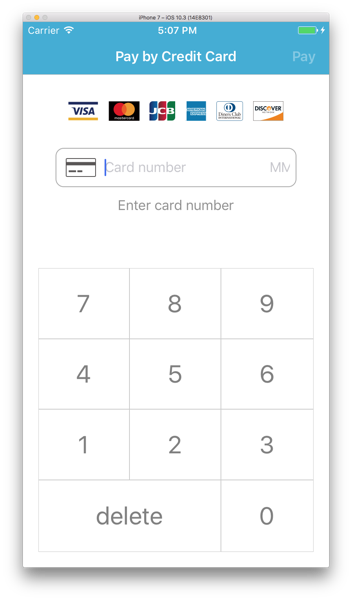 iPhone 7 – iOS 10.3 (14E8301)
Carrier 5:07 PM
Pay by Credit Card Pay
VISA mastercard JCB AMERICAN EXPRESS Diners Club INTERNATIONAL DISCOVER
Card number MM
Enter card number
7 8 9
4 5 6
1 2 3
delete 0